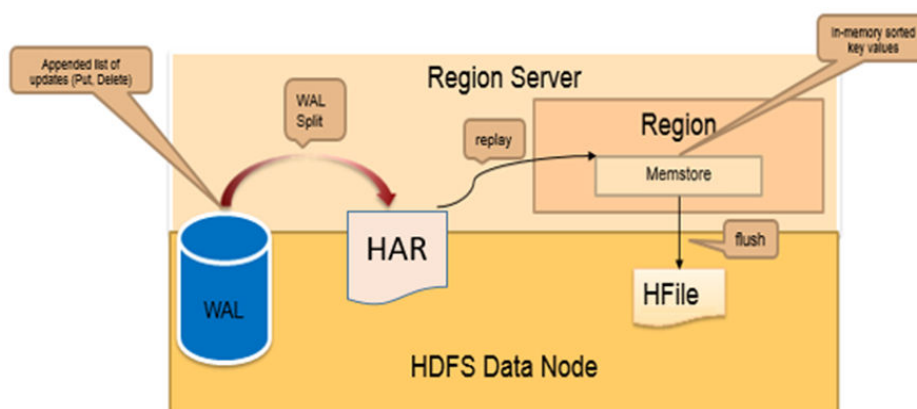 Appended list of
updates (Put, Delete)
In-memory sorted
key values
Region Server
WAL
Split
replay
Region
Memstore
HAR
flush
WAL
HFile
HDFS Data Node